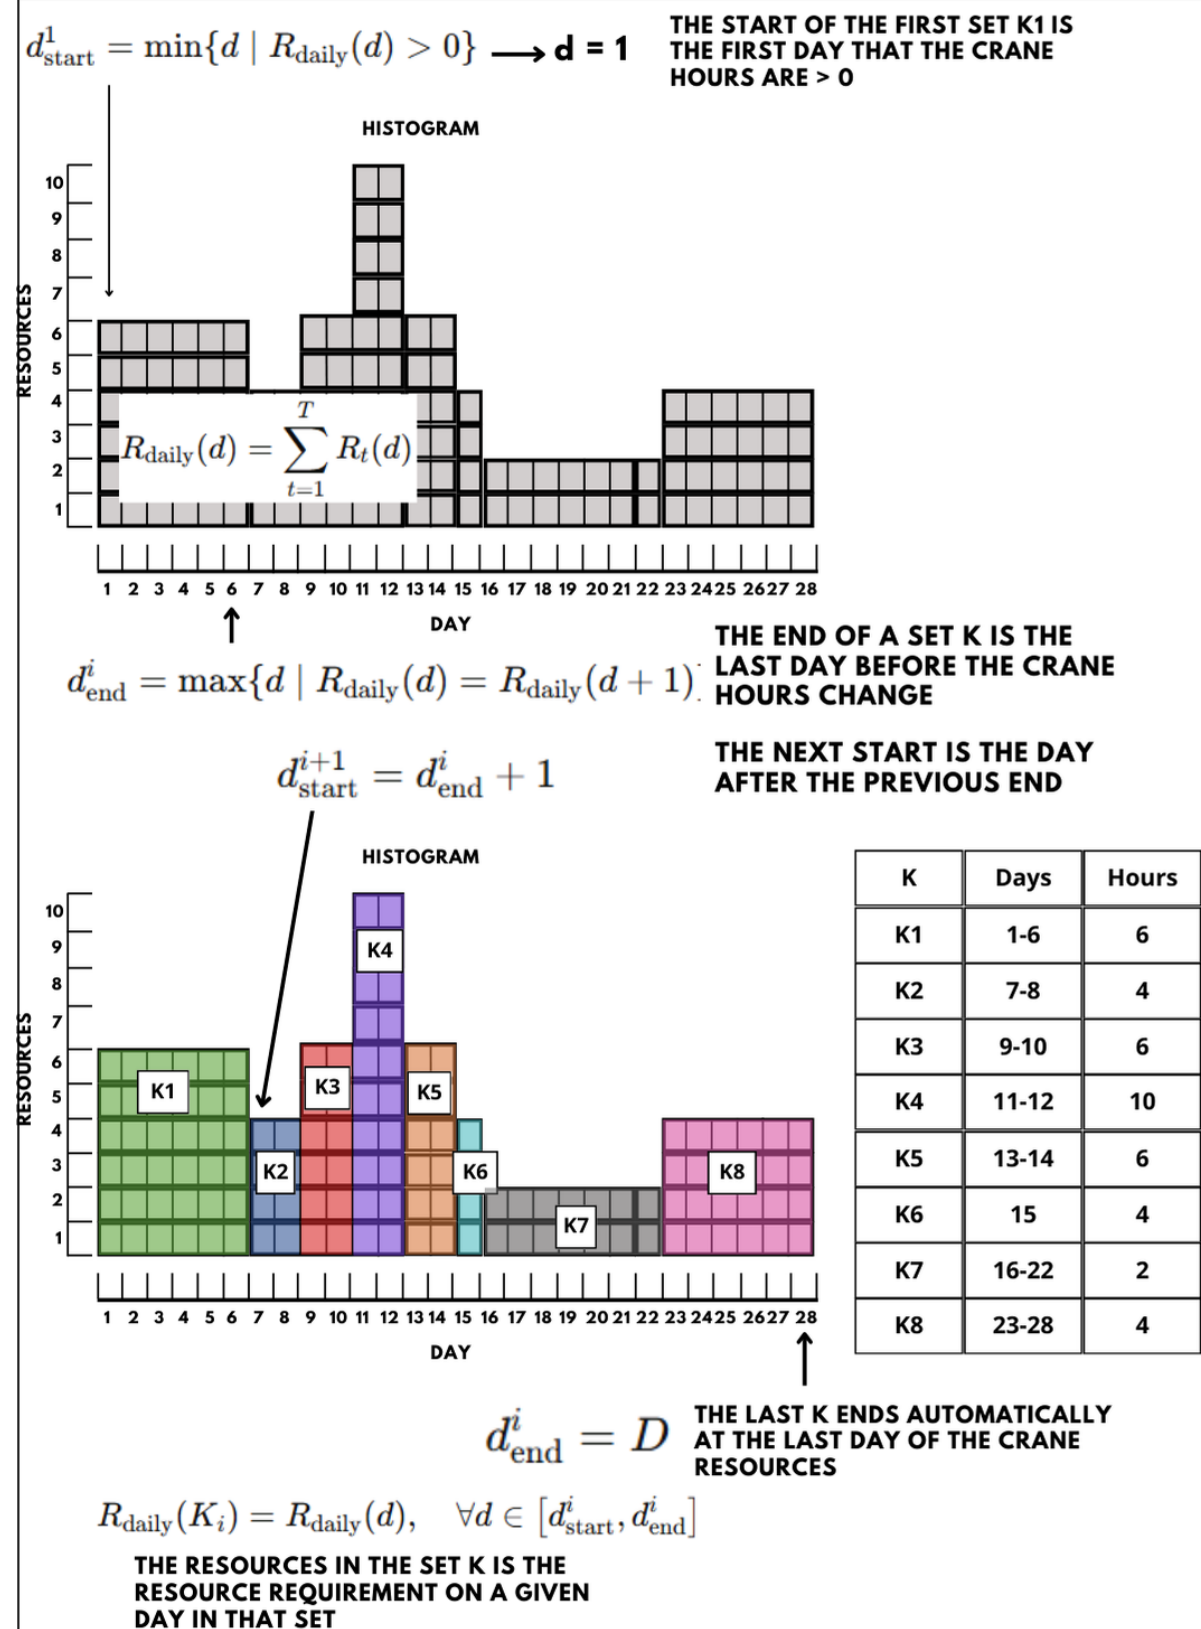 d¹start = min{d | Rdaily(d) > 0} ⟶ d = 1
THE START OF THE FIRST SET K1 IS
THE FIRST DAY THAT THE CRANE
HOURS ARE > 0
HISTOGRAM
RESOURCES
10
9
8
7
6
5
4
3
2
1
Rdaily(d) = ∑ᵀₜ₌₁ Rt(d)
1 2 3 4 5 6 7 8 9 10 11 12 13 14 15 16 17 18 19 20 21 22 23 24 25 26 27 28
DAY
dⁱend = max{d | Rdaily(d) = Rdaily(d + 1)
THE END OF A SET K IS THE
LAST DAY BEFORE THE CRANE
HOURS CHANGE
dⁱ⁺¹start = dⁱend + 1
THE NEXT START IS THE DAY
AFTER THE PREVIOUS END
HISTOGRAM
RESOURCES
10
9
8
7
6
5
4
3
2
1
K1
K2
K3
K4
K5
K6
K7
K8
1 2 3 4 5 6 7 8 9 10 11 12 13 14 15 16 17 18 19 20 21 22 23 24 25 26 27 28
DAY
K Days Hours
K1 1-6 6
K2 7-8 4
K3 9-10 6
K4 11-12 10
K5 13-14 6
K6 15 4
K7 16-22 2
K8 23-28 4
dⁱend = D
THE LAST K ENDS AUTOMATICALLY
AT THE LAST DAY OF THE CRANE
RESOURCES
Rdaily(Ki) = Rdaily(d), ∀d ∈ [dⁱstart, dⁱend]
THE RESOURCES IN THE SET K IS THE
RESOURCE REQUIREMENT ON A GIVEN
DAY IN THAT SET